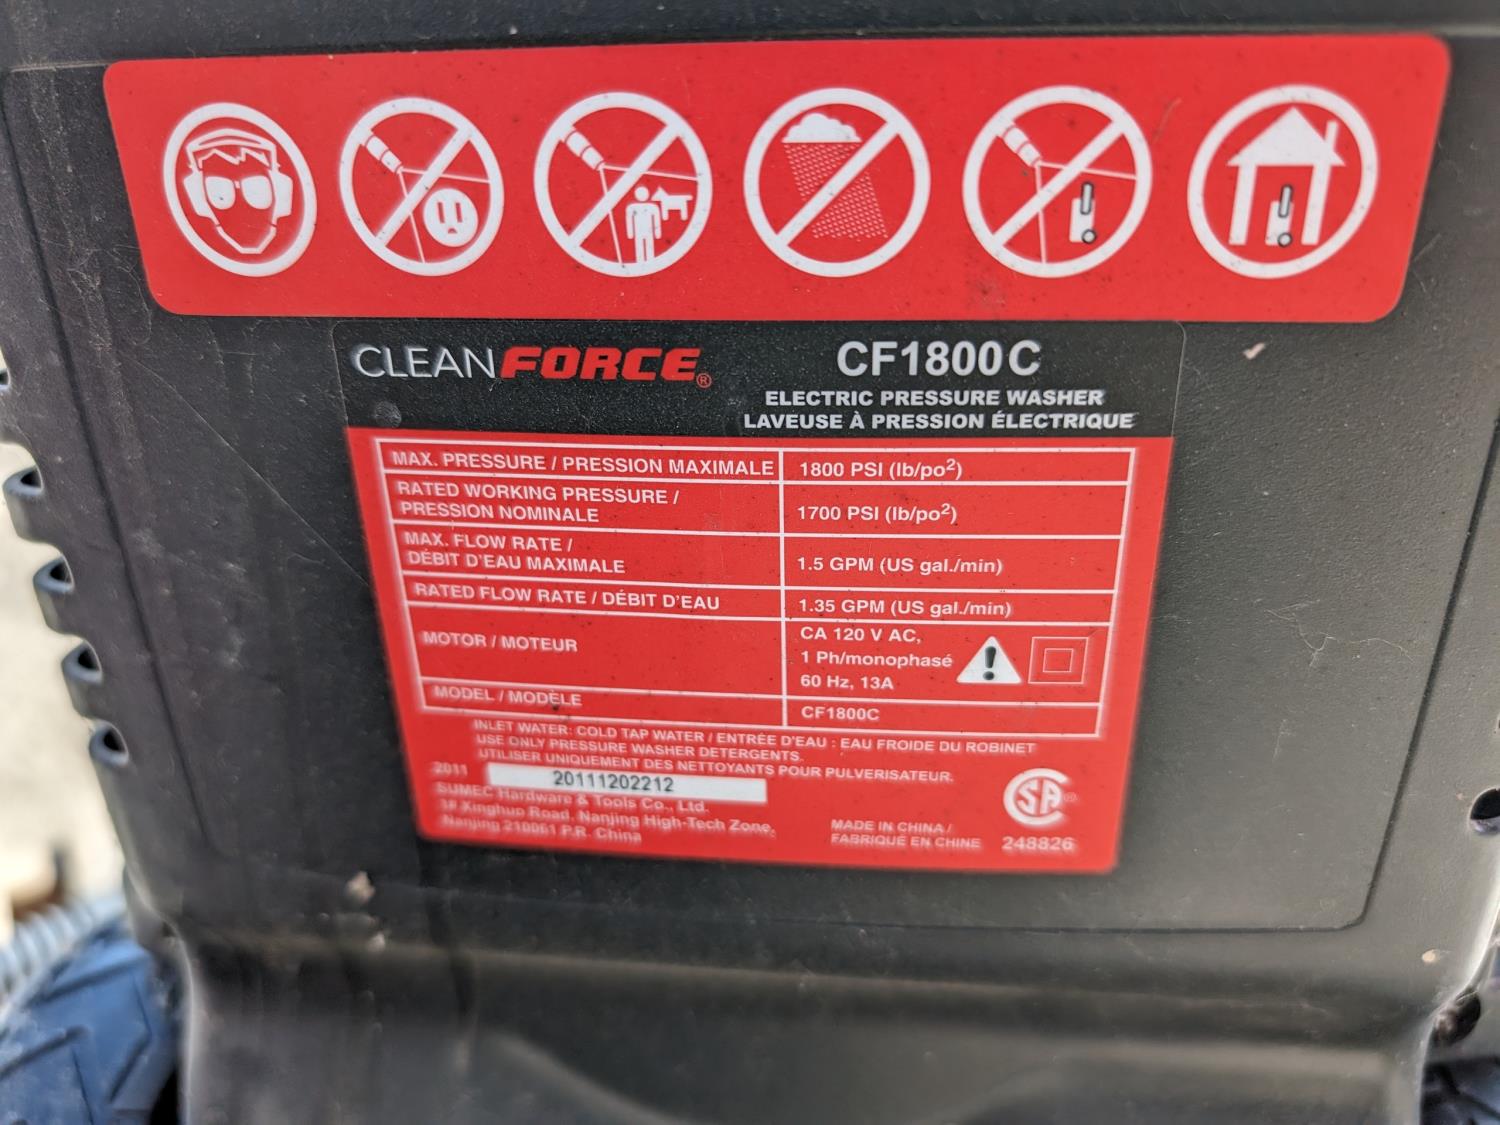 CLEANFORCE®
CF1800C
ELECTRIC PRESSURE WASHER
LAVEUSE À PRESSION ÉLECTRIQUE
MAX. PRESSURE / PRESSION MAXIMALE 1800 PSI (lb/po²)
RATED WORKING PRESSURE /
PRESSION NOMINALE 1700 PSI (lb/po²)
MAX. FLOW RATE /
DÉBIT D'EAU MAXIMALE 1.5 GPM (US gal./min)
RATED FLOW RATE / DÉBIT D'EAU 1.35 GPM (US gal./min)
MOTOR / MOTEUR
CA 120 V AC,
1 Ph/monophasé
60 Hz, 13A
MODEL / MODÈLE CF1800C
INLET WATER: COLD TAP WATER / ENTRÉE D'EAU : EAU FROIDE DU ROBINET
USE ONLY PRESSURE WASHER DETERGENTS.
UTILISER UNIQUEMENT DES NETTOYANTS POUR PULVERISATEUR.
2011 20111202212
SUMEC Hardware & Tools Co., Ltd.
1# Xinghuo Road, Nanjing High-Tech Zone,
Nanjing 210061 P.R. China
MADE IN CHINA /
FABRIQUÉ EN CHINE
SA®
248826